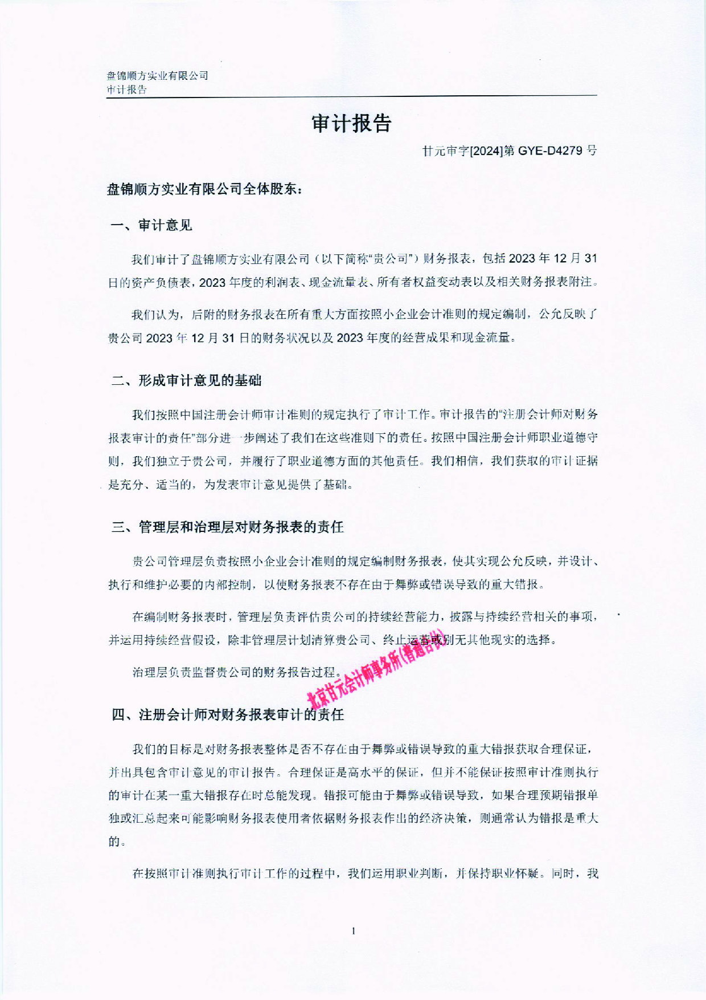 盘锦顺方实业有限公司
审计报告
审计报告
甘元审字[2024]第 GYE-D4279 号
盘锦顺方实业有限公司全体股东：
一、审计意见
我们审计了盘锦顺方实业有限公司（以下简称“贵公司”）财务报表，包括 2023 年 12 月 31
日的资产负债表，2023 年度的利润表、现金流量表、所有者权益变动表以及相关财务报表附注。
我们认为，后附的财务报表在所有重大方面按照小企业会计准则的规定编制，公允反映了
贵公司 2023 年 12 月 31 日的财务状况以及 2023 年度的经营成果和现金流量。
二、形成审计意见的基础
我们按照中国注册会计师审计准则的规定执行了审计工作。审计报告的“注册会计师对财务
报表审计的责任”部分进一步阐述了我们在这些准则下的责任。按照中国注册会计师职业道德守
则，我们独立于贵公司，并履行了职业道德方面的其他责任。我们相信，我们获取的审计证据
是充分、适当的，为发表审计意见提供了基础。
三、管理层和治理层对财务报表的责任
贵公司管理层负责按照小企业会计准则的规定编制财务报表，使其实现公允反映，并设计、
执行和维护必要的内部控制，以使财务报表不存在由于舞弊或错误导致的重大错报。
在编制财务报表时，管理层负责评估贵公司的持续经营能力，披露与持续经营相关的事项，
并运用持续经营假设，除非管理层计划清算贵公司、终止运营或别无其他现实的选择。
治理层负责监督贵公司的财务报告过程。
北京甘元会计师事务所（普通合伙）
四、注册会计师对财务报表审计的责任
我们的目标是对财务报表整体是否不存在由于舞弊或错误导致的重大错报获取合理保证，
并出具包含审计意见的审计报告。合理保证是高水平的保证，但并不能保证按照审计准则执行
的审计在某一重大错报存在时总能发现。错报可能由于舞弊或错误导致，如果合理预期错报单
独或汇总起来可能影响财务报表使用者依据财务报表作出的经济决策，则通常认为错报是重大
的。
在按照审计准则执行审计工作的过程中，我们运用职业判断，并保持职业怀疑。同时，我
1